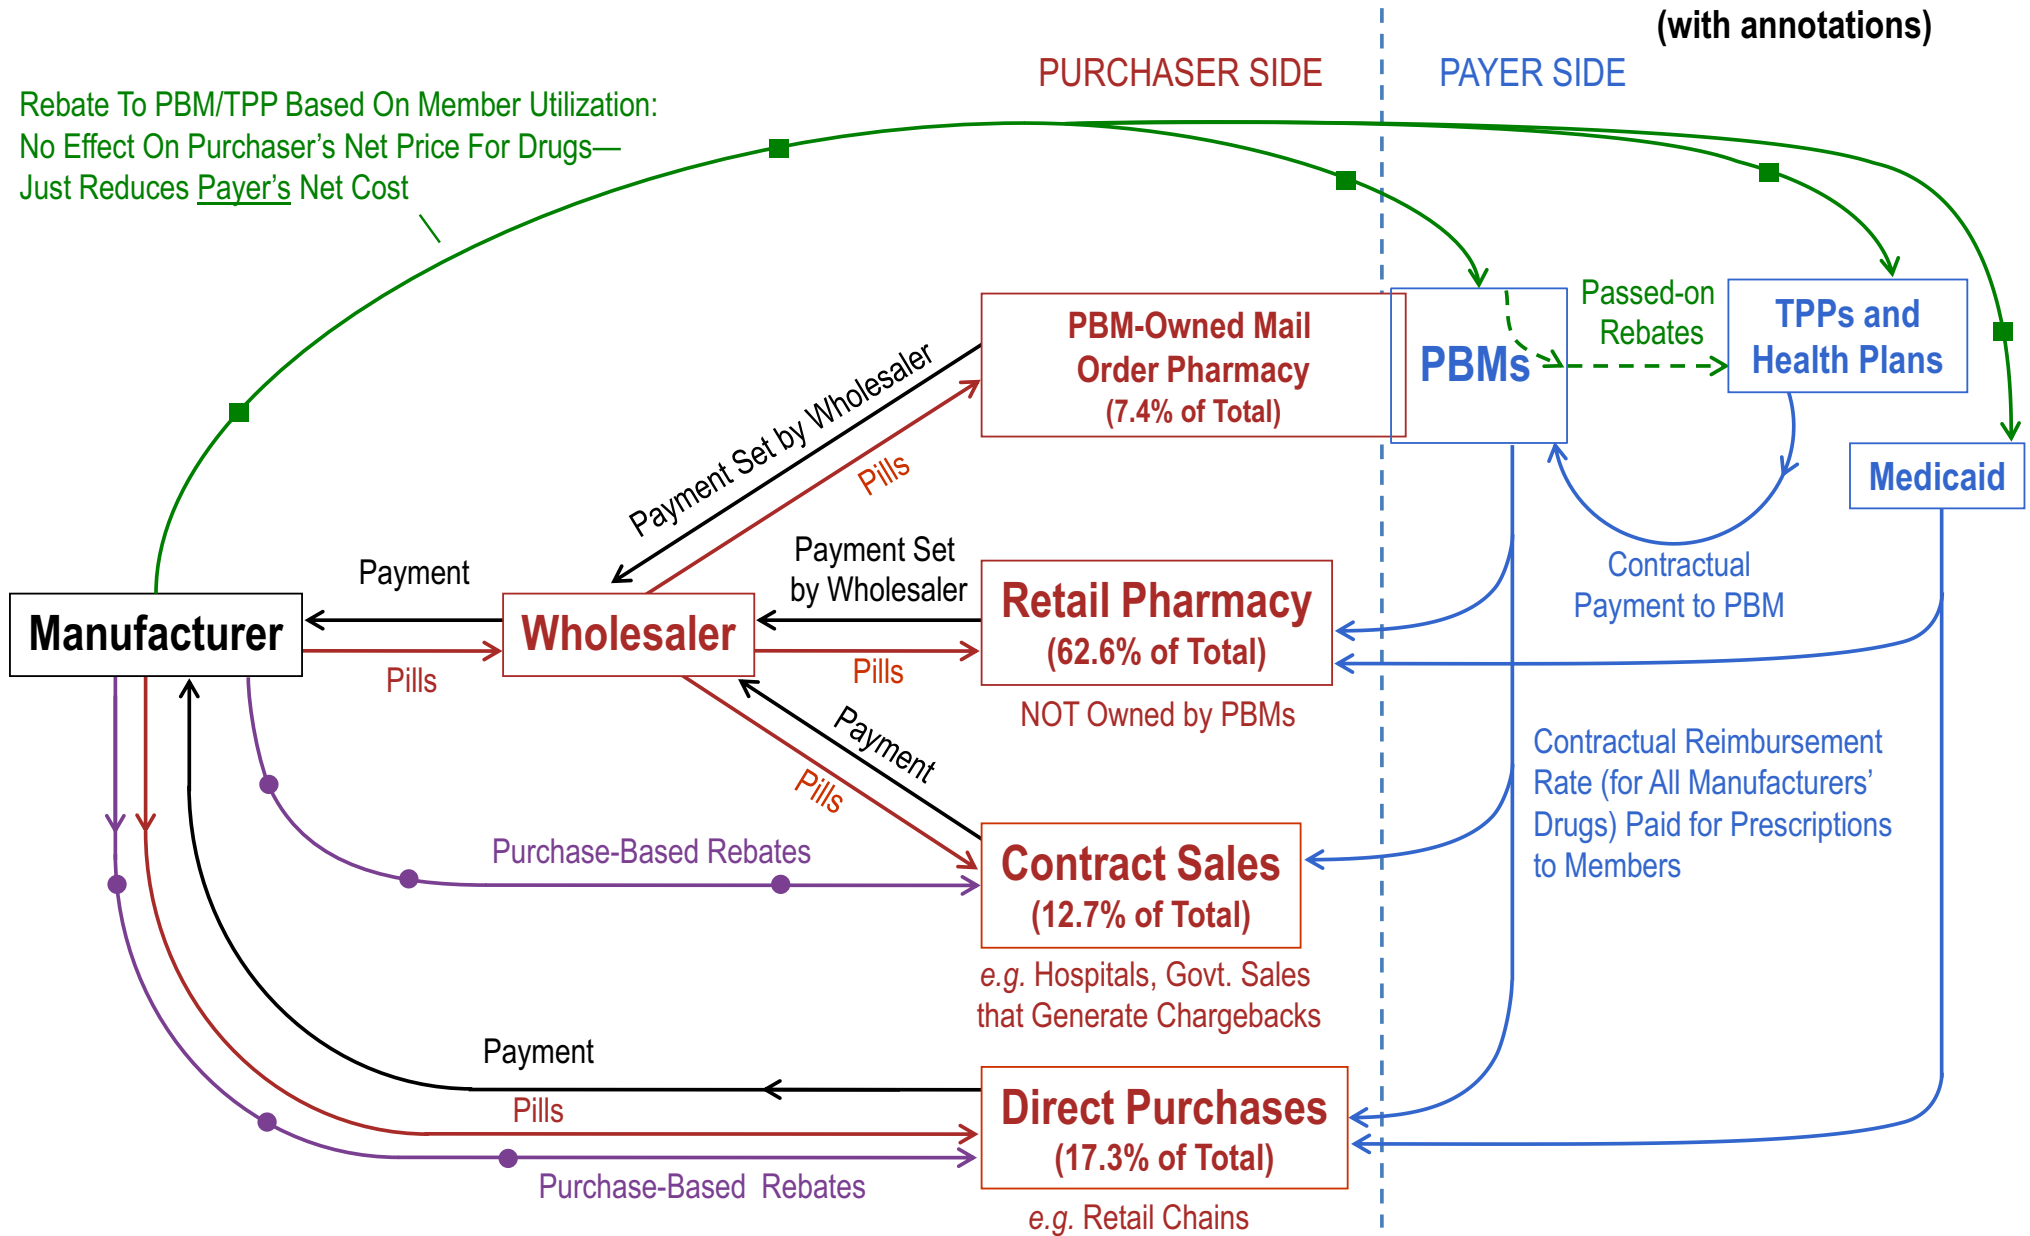 (with annotations)
PURCHASER SIDE
PAYER SIDE
Rebate To PBM/TPP Based On Member Utilization:
No Effect On Purchaser’s Net Price For Drugs—
Just Reduces Payer’s Net Cost
PBM-Owned Mail
Order Pharmacy
(7.4% of Total)
PBMs
Passed-on
Rebates
TPPs and
Health Plans
Medicaid
Payment Set by Wholesaler
Pills
Contractual
Payment to PBM
Manufacturer
Payment
Pills
Wholesaler
Payment Set
by Wholesaler
Pills
Retail Pharmacy
(62.6% of Total)
NOT Owned by PBMs
Payment
Pills
Contractual Reimbursement
Rate (for All Manufacturers’
Drugs) Paid for Prescriptions
to Members
Purchase-Based Rebates
Contract Sales
(12.7% of Total)
e.g. Hospitals, Govt. Sales
that Generate Chargebacks
Payment
Pills
Purchase-Based Rebates
Direct Purchases
(17.3% of Total)
e.g. Retail Chains